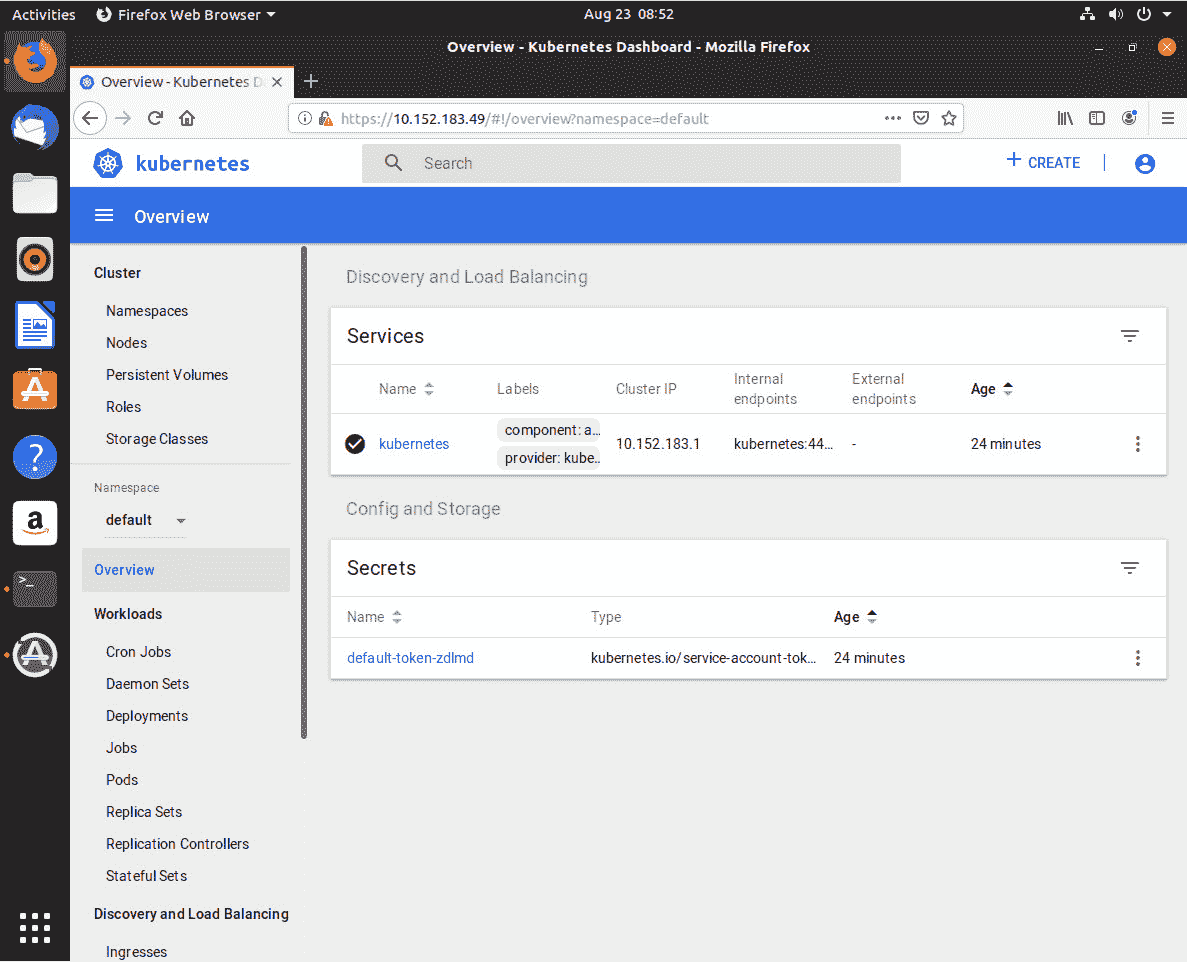 Activities Firefox Web Browser Aug 23 08:52
Overview - Kubernetes Dashboard - Mozilla Firefox
Overview - Kubernetes D
https://10.152.183.49/#!/overview?namespace=default
kubernetes Search + CREATE
Overview
Cluster
Namespaces
Nodes
Persistent Volumes
Roles
Storage Classes
Namespace
default
Overview
Workloads
Cron Jobs
Daemon Sets
Deployments
Jobs
Pods
Replica Sets
Replication Controllers
Stateful Sets
Discovery and Load Balancing
Ingresses
Discovery and Load Balancing
Services
Name Labels Cluster IP Internal endpoints External endpoints Age
kubernetes component: a... provider: kube... 10.152.183.1 kubernetes:44... - 24 minutes
Config and Storage
Secrets
Name Type Age
default-token-zdlmd kubernetes.io/service-account-tok... 24 minutes